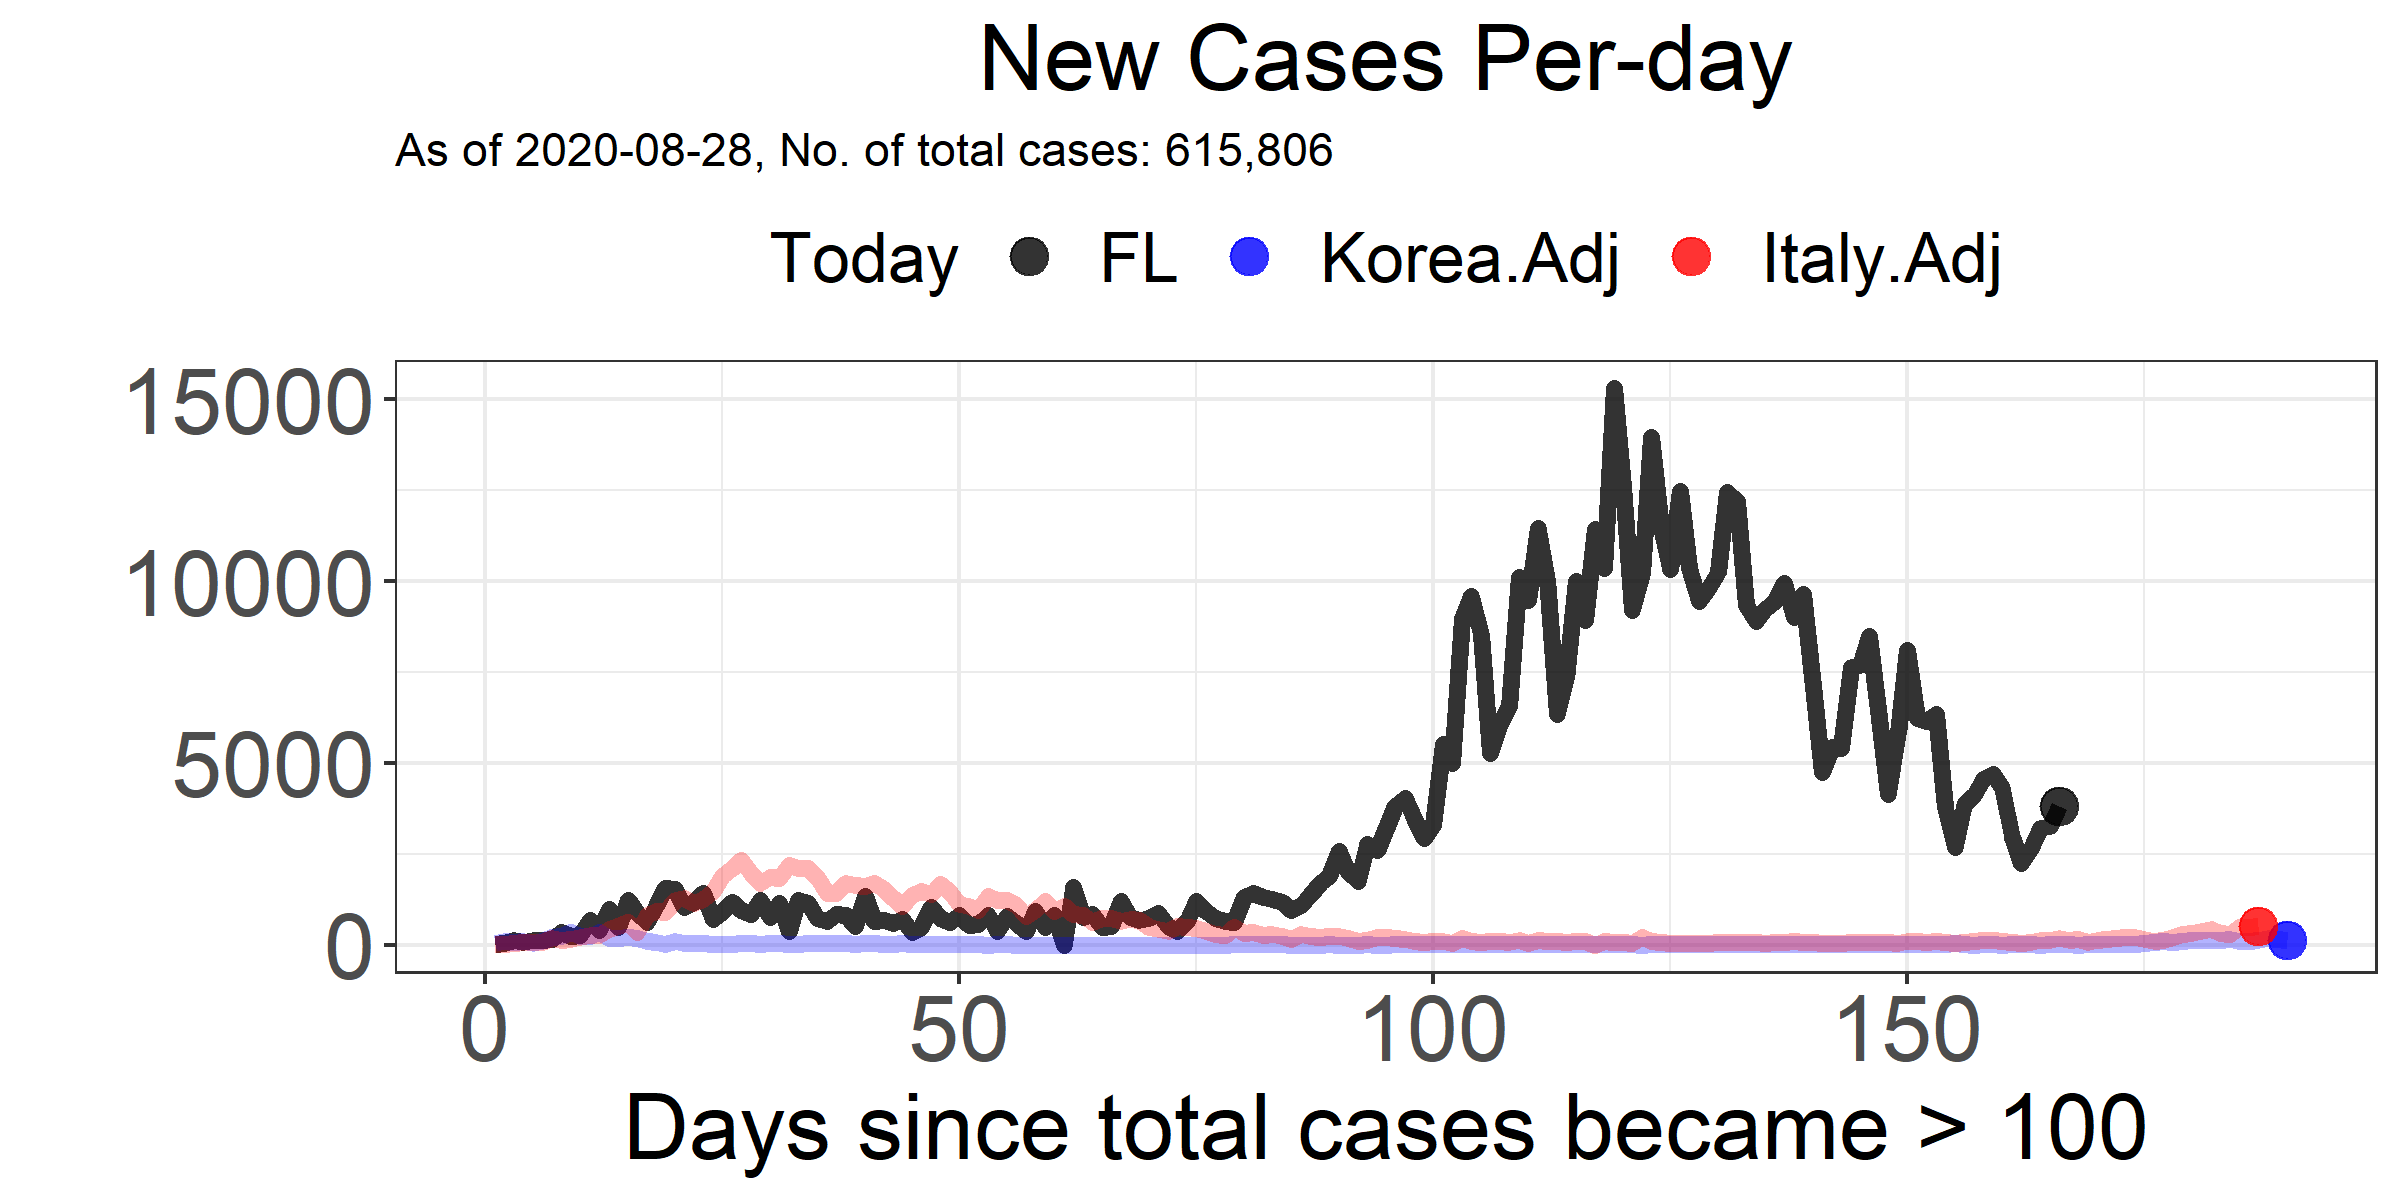 New Cases Per-day
As of 2020-08-28, No. of total cases: 615,806
Today FL Korea.Adj Italy.Adj
15000
10000
5000
0
0 50 100 150
Days since total cases became > 100